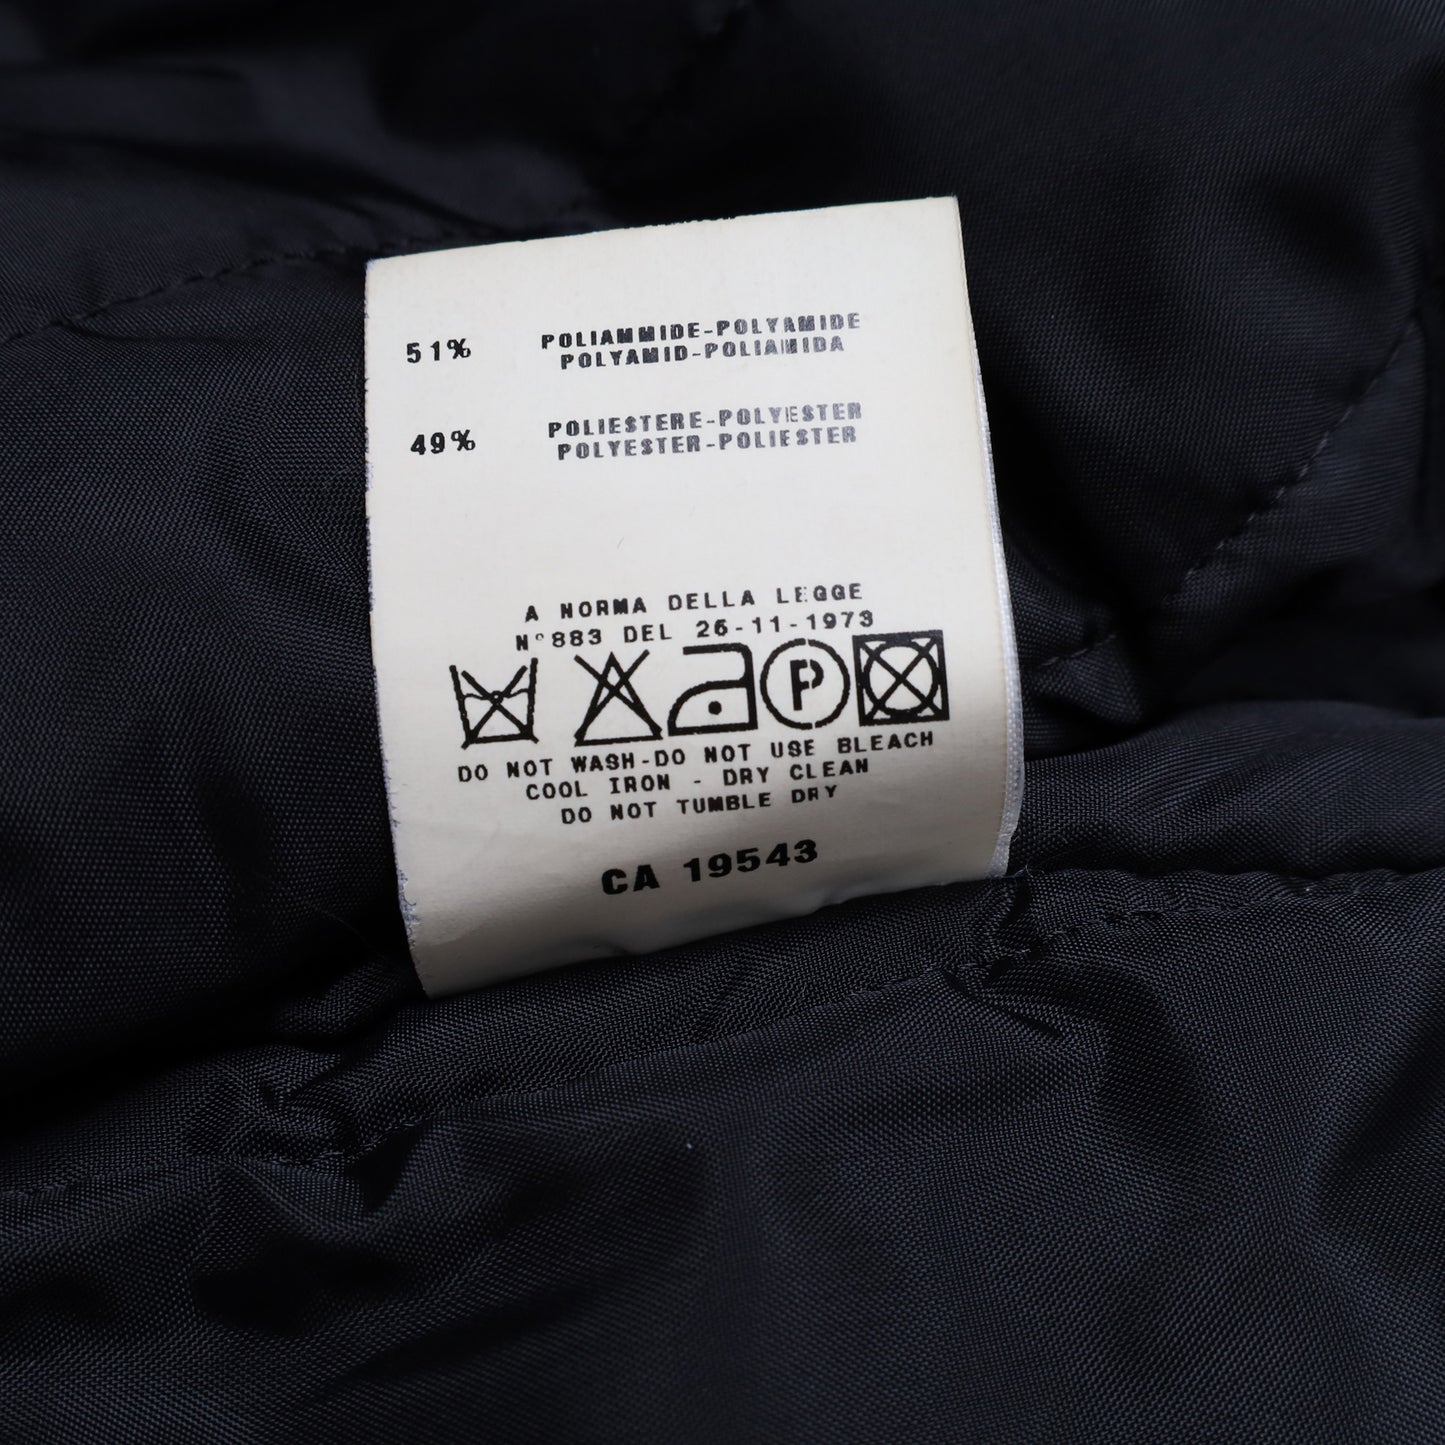 51% POLIAMMIDE-POLYAMIDE
POLYAMID-POLIAMIDA
49% POLIESTERE-POLYESTER
POLYESTER-POLIESTER
A NORMA DELLA LEGGE
N°883 DEL 26-11-1973
P
DO NOT WASH-DO NOT USE BLEACH
COOL IRON - DRY CLEAN
DO NOT TUMBLE DRY
CA 19543